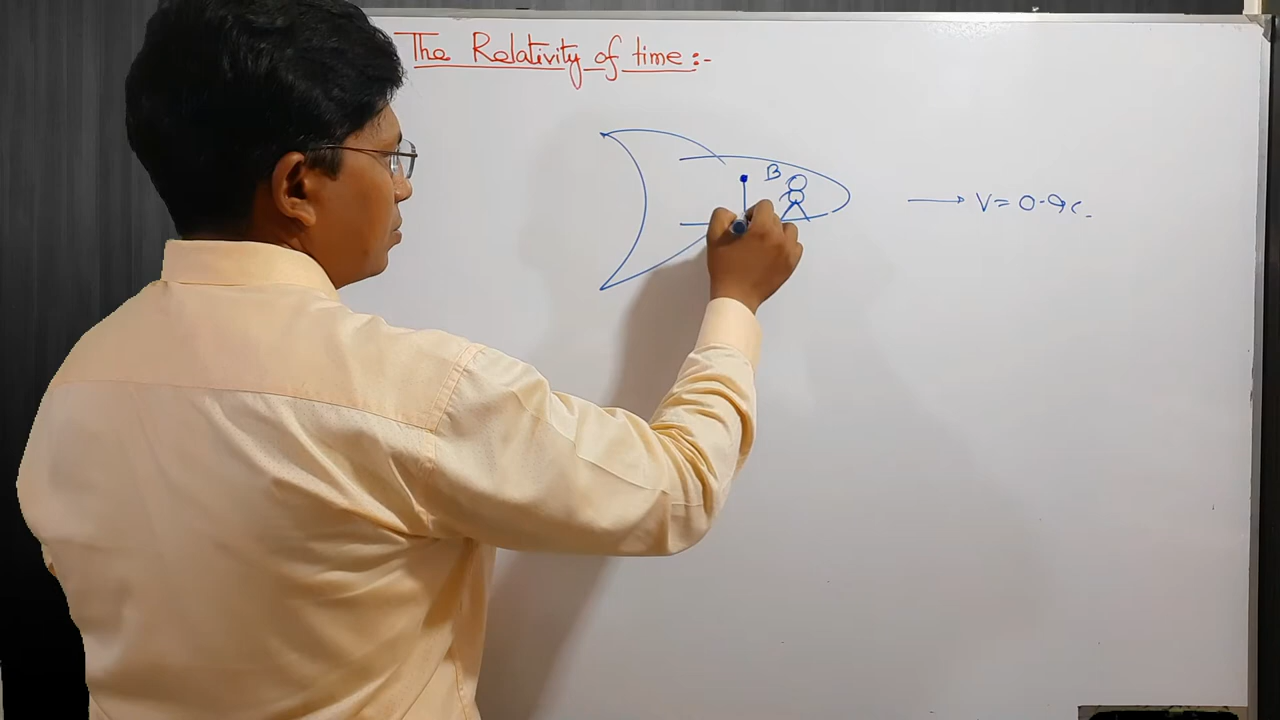 The Relativity of time :-
B
V = 0.9c.